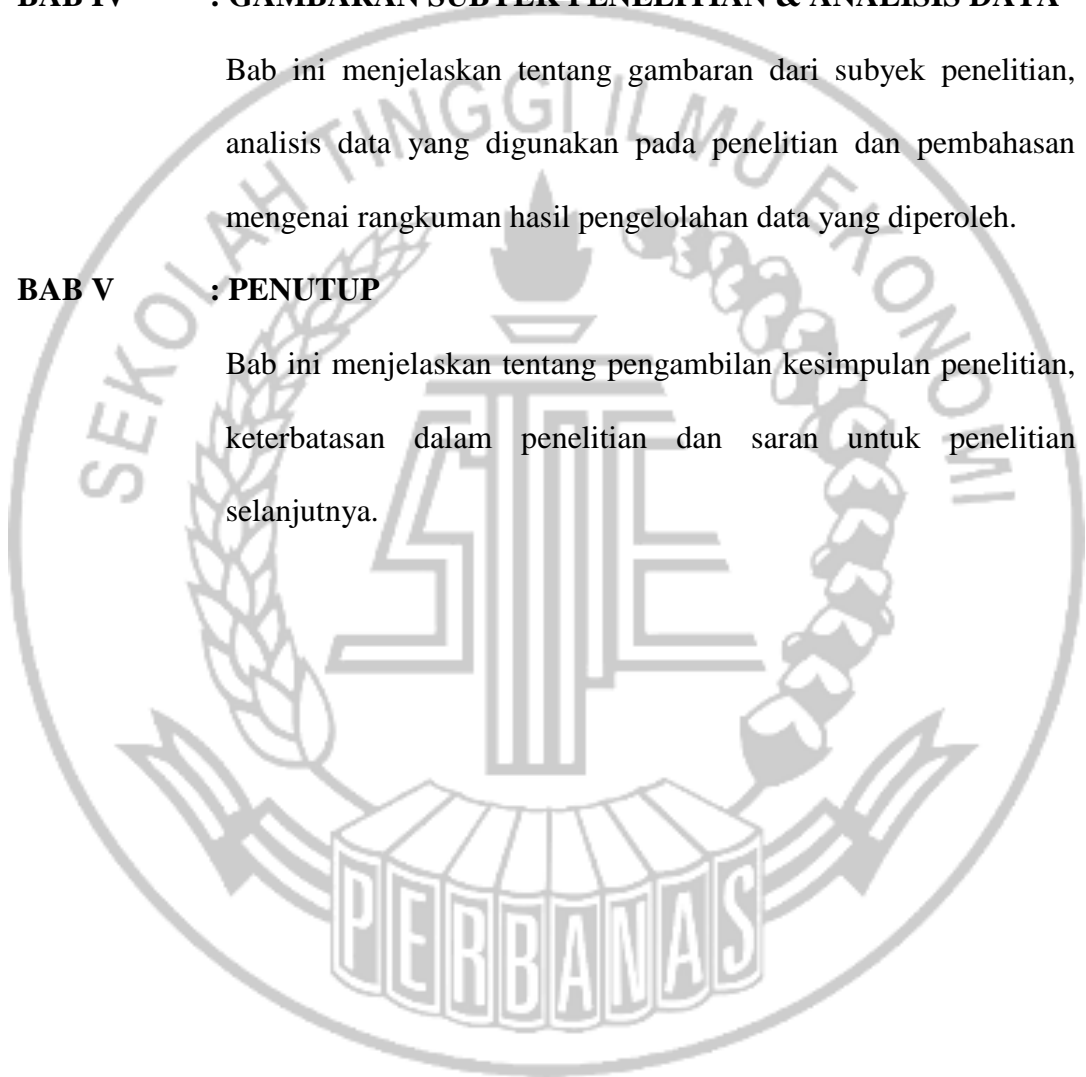 BAB IV : GAMBARAN SUBYEK PENELITIAN & ANALISIS DATA
Bab ini menjelaskan tentang gambaran dari subyek penelitian,
analisis data yang digunakan pada penelitian dan pembahasan
mengenai rangkuman hasil pengelolahan data yang diperoleh.
BAB V : PENUTUP
Bab ini menjelaskan tentang pengambilan kesimpulan penelitian,
keterbatasan dalam penelitian dan saran untuk penelitian
selanjutnya.
SEKOLAH TINGGI ILMU EKONOMI
PERBANAS